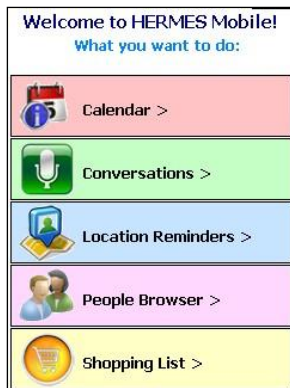 Welcome to HERMES Mobile!
What you want to do:
Calendar >
Conversations >
Location Reminders >
People Browser >
Shopping List >